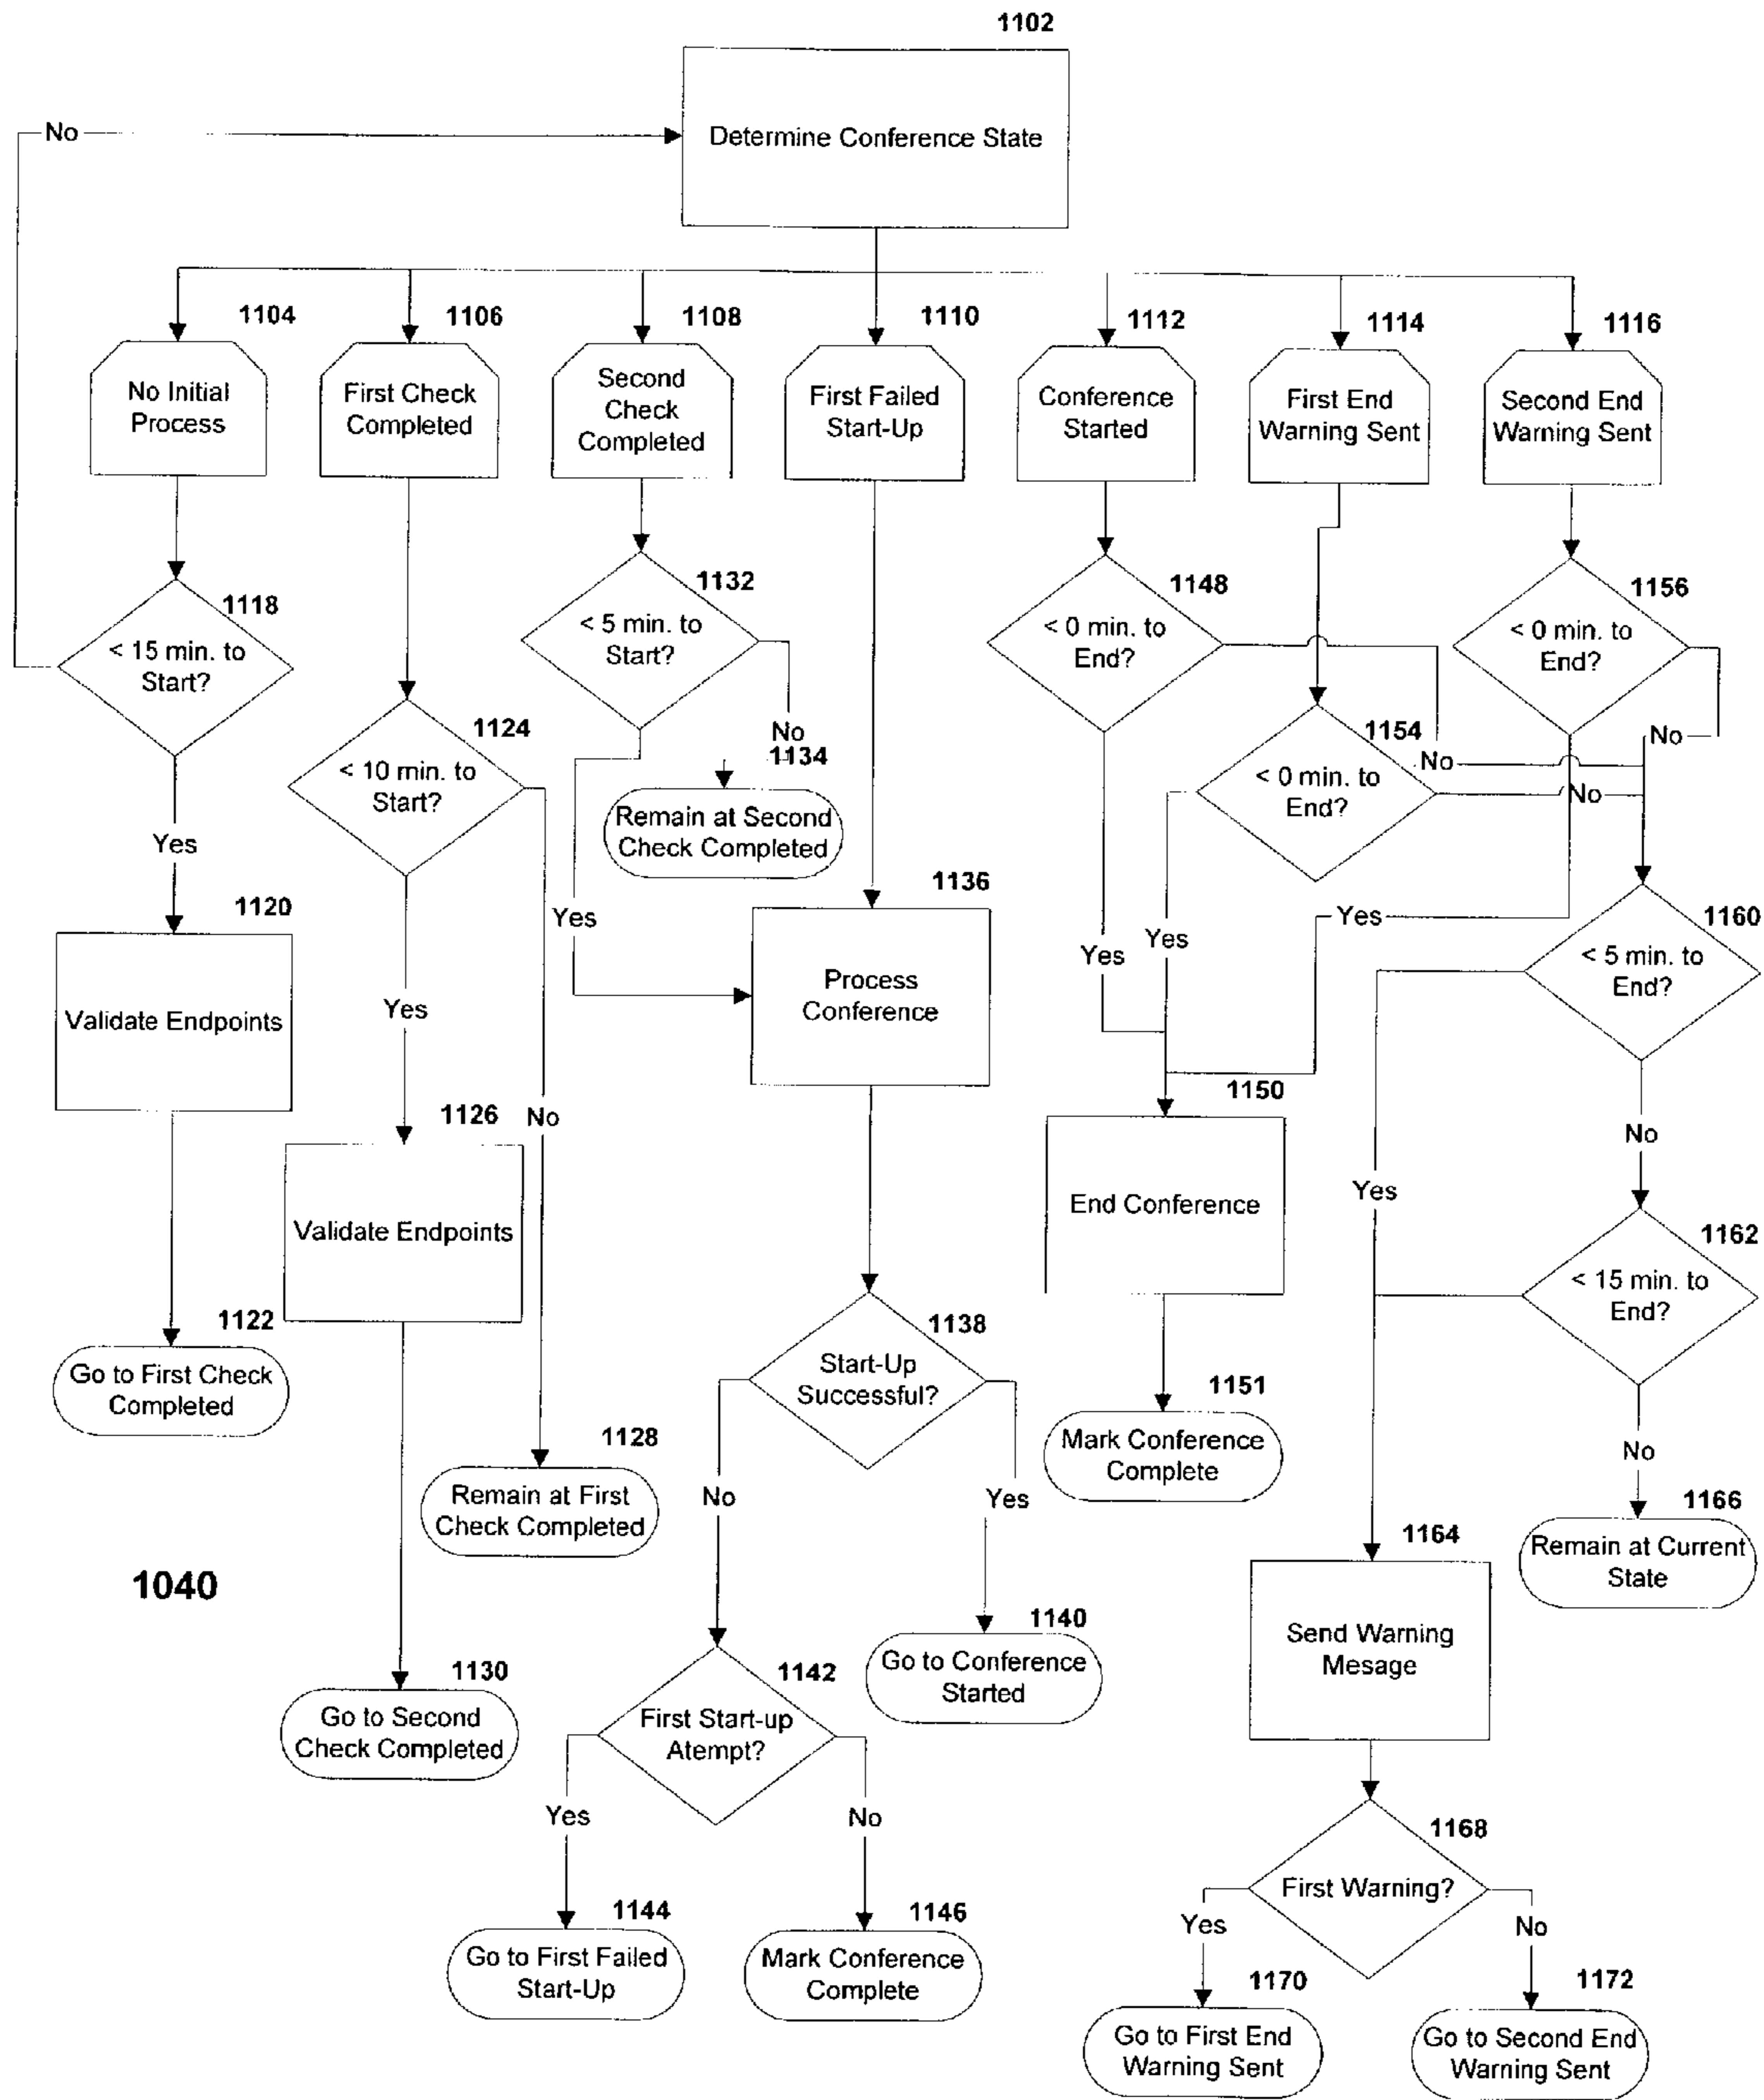 1102
No
Determine Conference State
1104
1106
1108
1110
1112
1114
1116
No Initial
Process
First Check
Completed
Second
Check
Completed
First Failed
Start-Up
Conference
Started
First End
Warning Sent
Second End
Warning Sent
1118
< 15 min. to
Start?
1132
< 5 min. to
Start?
1148
< 0 min. to
End?
1156
< 0 min. to
End?
1124
< 10 min. to
Start?
No
1134
Remain at Second
Check Completed
1154
< 0 min. to
End?
No
No
No
Yes
1120
Validate Endpoints
Yes
Yes
1136
Process
Conference
Yes
Yes
Yes
1160
< 5 min. to
End?
1126
No
Validate Endpoints
1150
End Conference
No
Yes
1162
< 15 min. to
End?
1122
Go to First Check
Completed
1138
Start-Up
Successful?
1151
Mark Conference
Complete
No
1128
Remain at First
Check Completed
No
Yes
1166
Remain at Current
State
1164
Send Warning
Mesage
1040
1130
Go to Second
Check Completed
1142
First Start-up
Atempt?
1140
Go to Conference
Started
Yes
No
1168
First Warning?
1144
Go to First Failed
Start-Up
1146
Mark Conference
Complete
Yes
No
1170
Go to First End
Warning Sent
1172
Go to Second End
Warning Sent